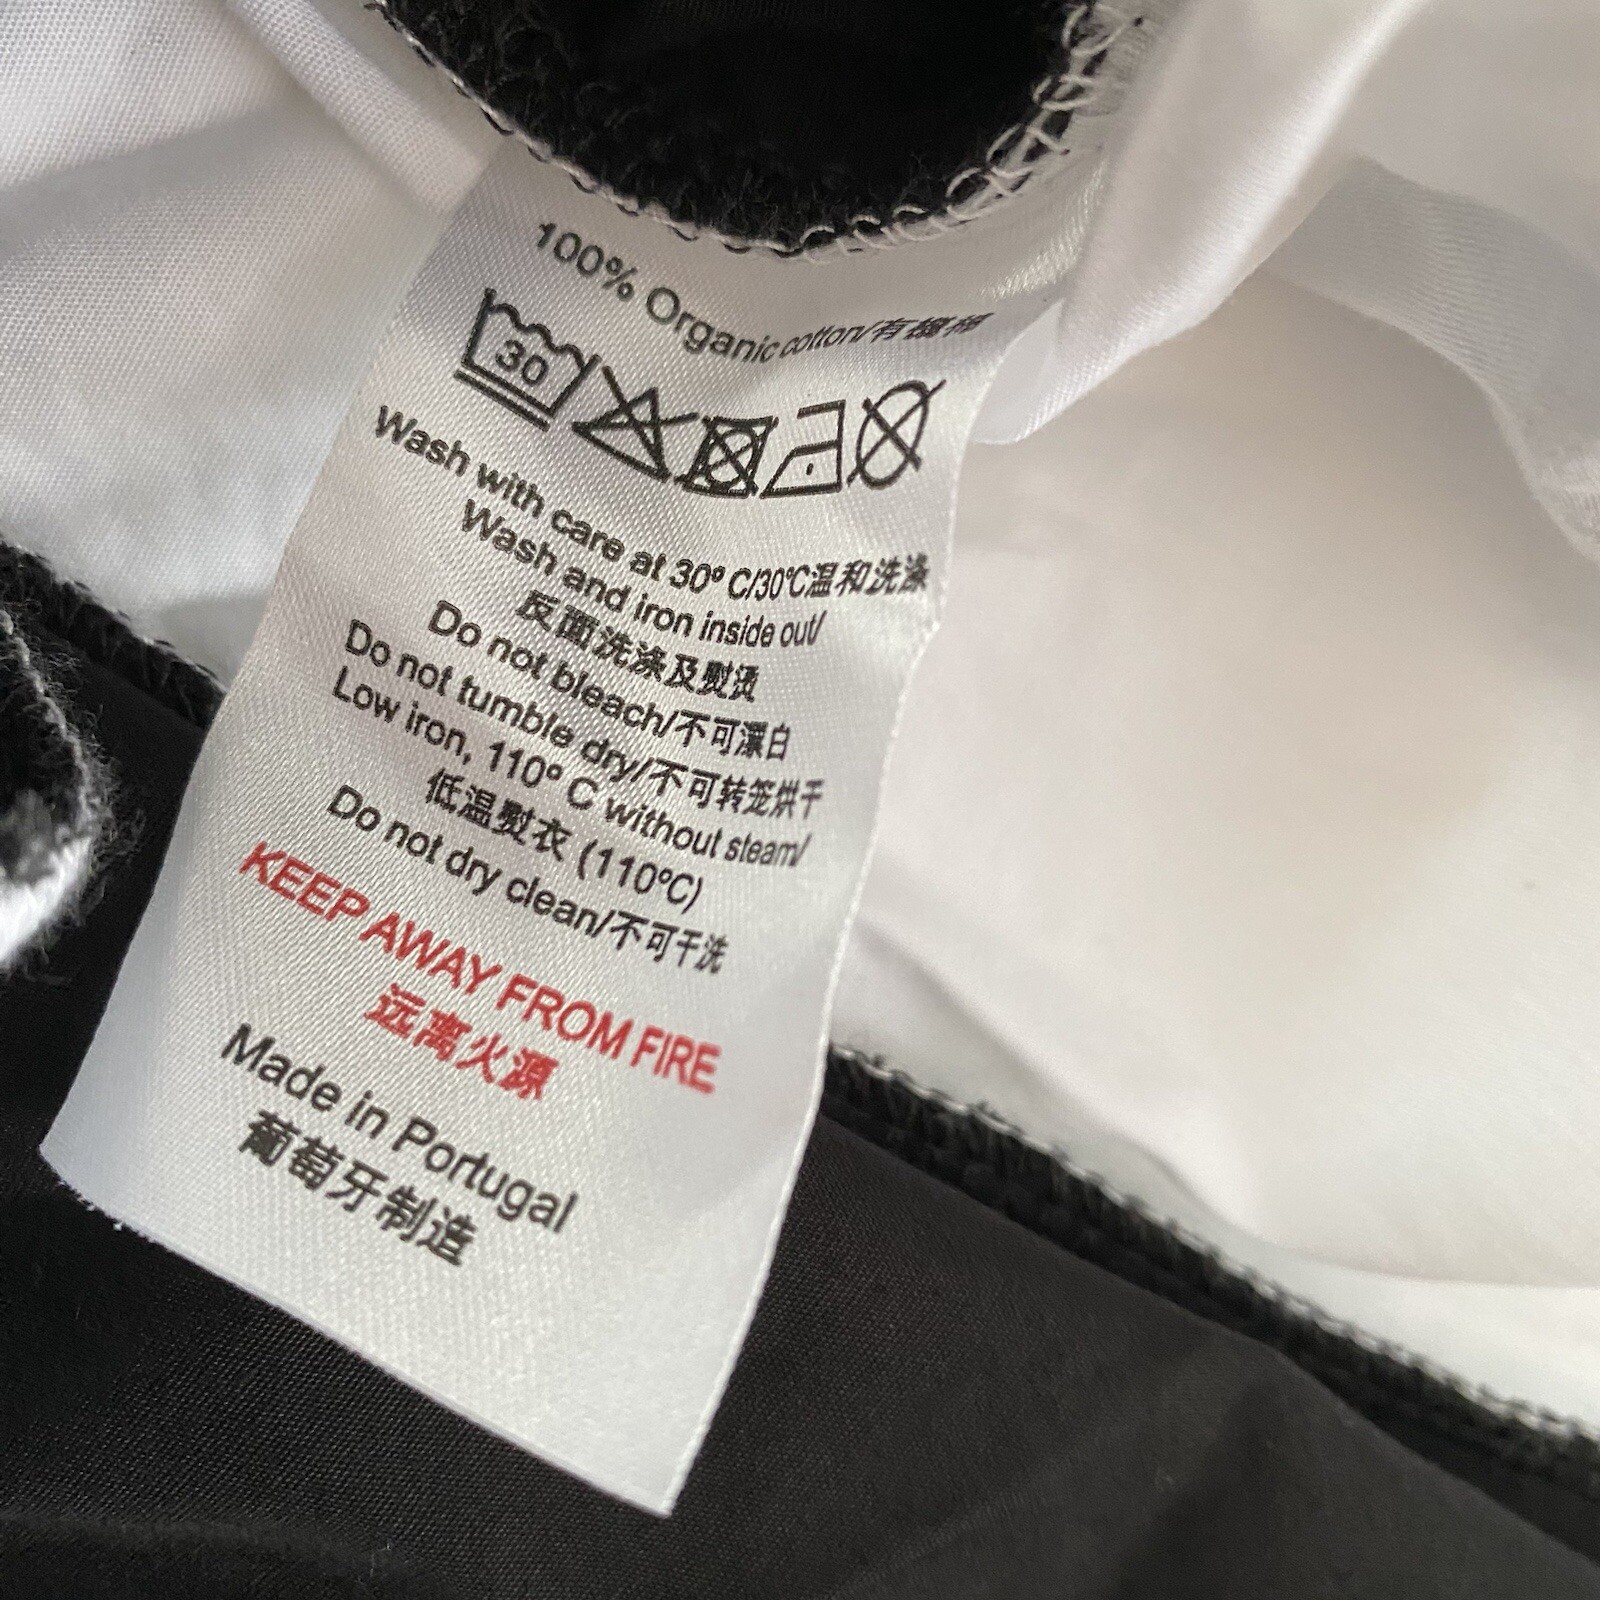 100% Organic cotton/有機棉
30
Wash with care at 30º C/30℃温和洗涤
Wash and iron inside out/
反面洗涤及熨烫
Do not bleach/不可漂白
Do not tumble dry/不可转笼烘干
Low iron, 110º C without steam/
低温熨衣 (110ºC)
Do not dry clean/不可干洗
KEEP AWAY FROM FIRE
远离火源
Made in Portugal
葡萄牙制造